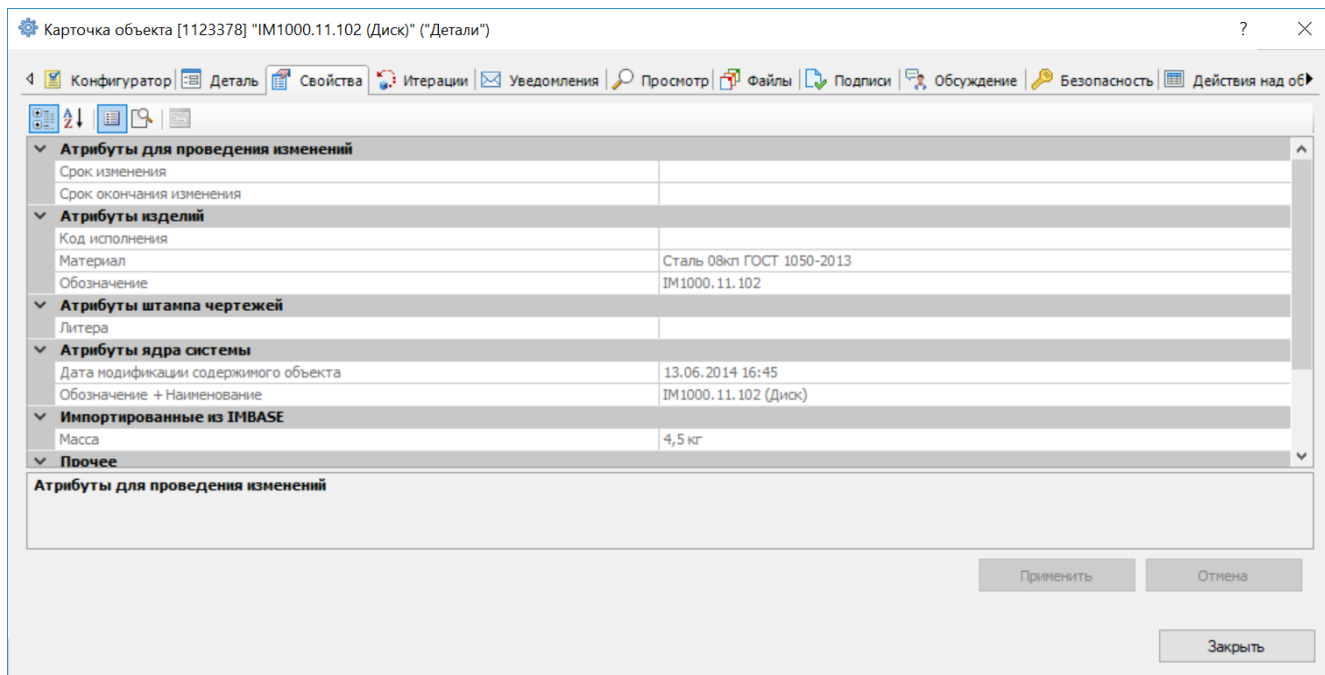 Карточка объекта [1123378] "IM1000.11.102 (Диск)" ("Детали") ?
Конфигуратор Деталь Свойства Итерации Уведомления Просмотр Файлы Подписи Обсуждение Безопасность Действия над об
Атрибуты для проведения изменений
Срок изменения
Срок окончания изменения
Атрибуты изделий
Код исполнения
Материал Сталь 08кп ГОСТ 1050-2013
Обозначение IM1000.11.102
Атрибуты штампа чертежей
Литера
Атрибуты ядра системы
Дата модификации содержимого объекта 13.06.2014 16:45
Обозначение + Наименование IM1000.11.102 (Диск)
Импортированные из IMBASE
Масса 4,5 кг
Прочее
Атрибуты для проведения изменений
Применить Отмена
Закрыть